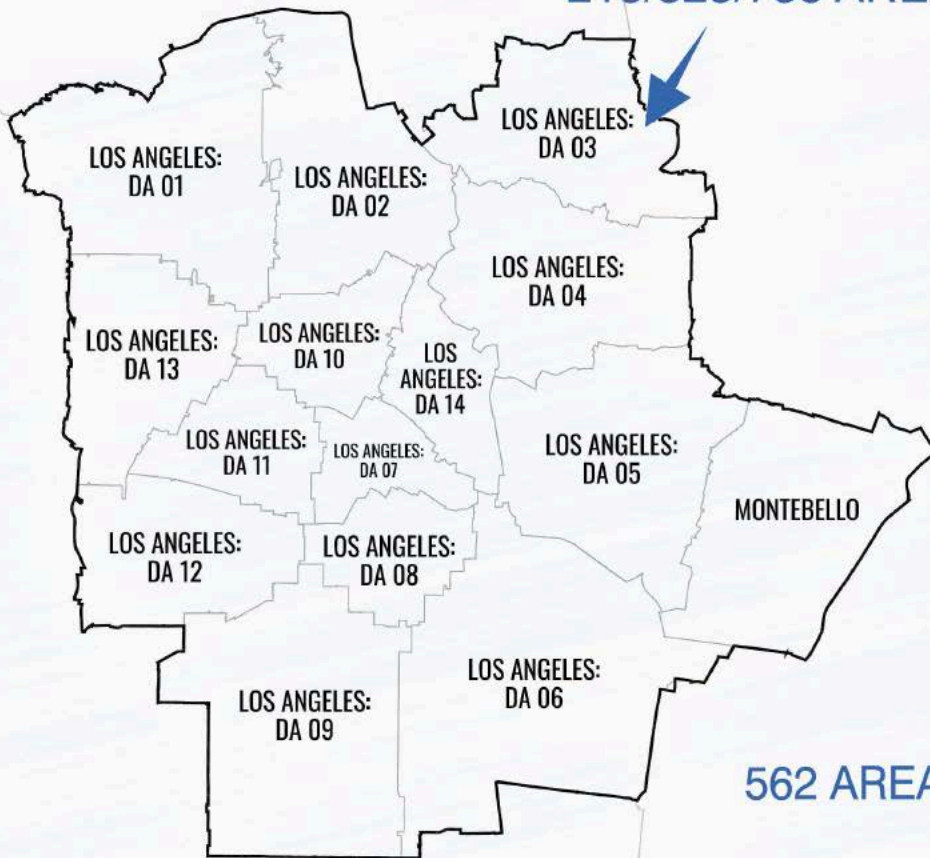 LOS ANGELES:
DA 03
LOS ANGELES:
DA 01
LOS ANGELES:
DA 02
LOS ANGELES:
DA 04
LOS ANGELES:
DA 10
LOS ANGELES:
DA 13
LOS
ANGELES:
DA 14
LOS ANGELES:
DA 11
LOS ANGELES:
DA 07
LOS ANGELES:
DA 05
MONTEBELLO
LOS ANGELES:
DA 12
LOS ANGELES:
DA 08
LOS ANGELES:
DA 06
LOS ANGELES:
DA 09
562 AREA